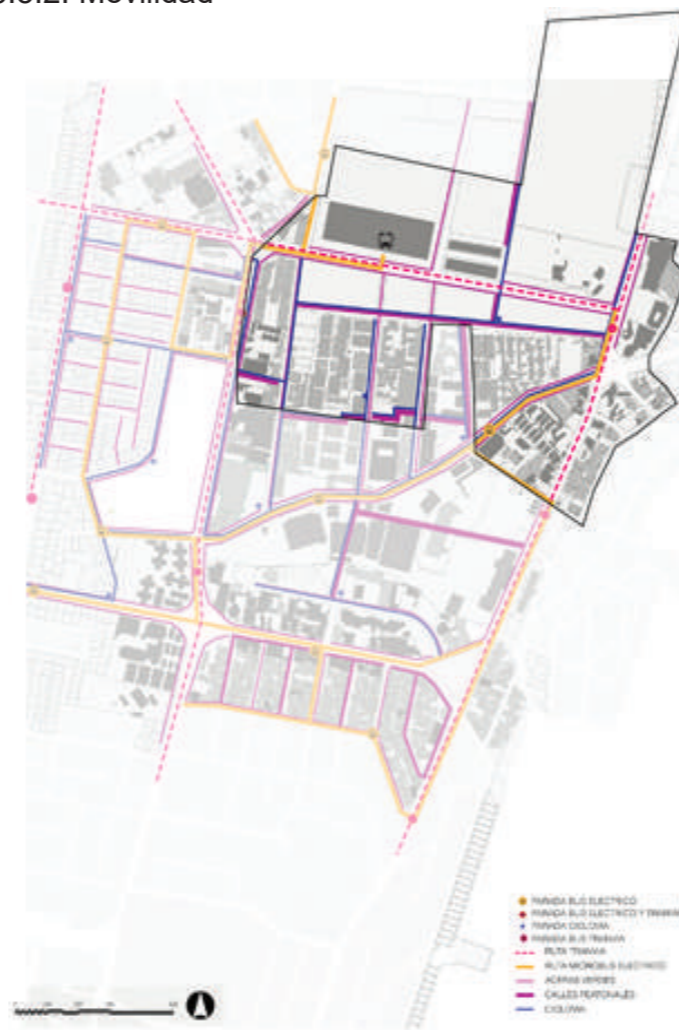 Movilidad
PARADA BUS ELECTRICO
PARADA BUS ELECTRICO Y TRANVIA
PARADA CICLOVIA
PARADA BUS TRANVIA
RUTA TRANVIA
RUTA MICROBUS ELECTRICO
ACERAS VERDES
CALLES PEATONALES
CICLOVIA